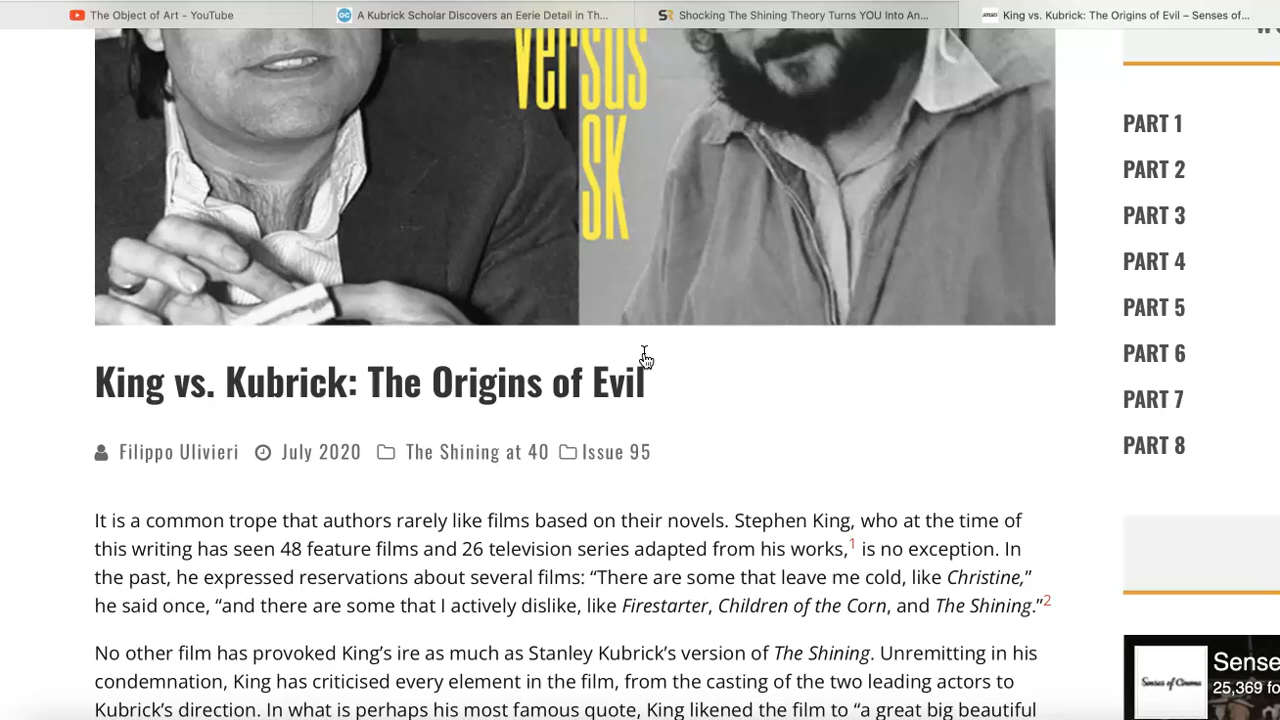 The Object of Art - YouTube
A Kubrick Scholar Discovers an Eerie Detail in Th...
Shocking The Shining Theory Turns YOU Into An...
King vs. Kubrick: The Origins of Evil – Senses of...
versus
SK
PART 1
PART 2
PART 3
PART 4
PART 5
PART 6
PART 7
PART 8
King vs. Kubrick: The Origins of Evil
Filippo Ulivieri July 2020 The Shining at 40 Issue 95
It is a common trope that authors rarely like films based on their novels. Stephen King, who at the time of
this writing has seen 48 feature films and 26 television series adapted from his works,1 is no exception. In
the past, he expressed reservations about several films: “There are some that leave me cold, like Christine,”
he said once, “and there are some that I actively dislike, like Firestarter, Children of the Corn, and The Shining.”2
No other film has provoked King’s ire as much as Stanley Kubrick’s version of The Shining. Unremitting in his
condemnation, King has criticised every element in the film, from the casting of the two leading actors to
Kubrick’s direction. In what is perhaps his most famous quote, King likened the film to “a great big beautiful
Senses of Cinema
Sense
25,369 fo